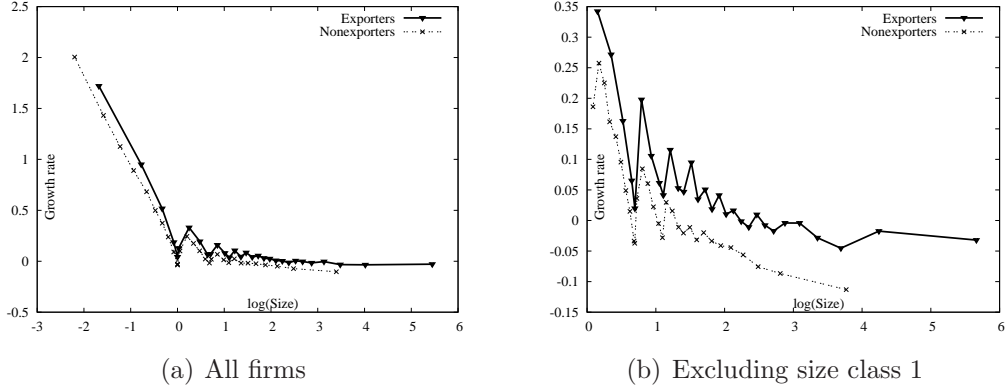 Exporters
Nonexporters
2.5
2
1.5
1
0.5
0
-0.5
Growth rate
log(Size)
-3 -2 -1 0 1 2 3 4 5 6
(a) All firms
Exporters
Nonexporters
0.35
0.3
0.25
0.2
0.15
0.1
0.05
0
-0.05
-0.1
-0.15
Growth rate
log(Size)
0 1 2 3 4 5 6
(b) Excluding size class 1